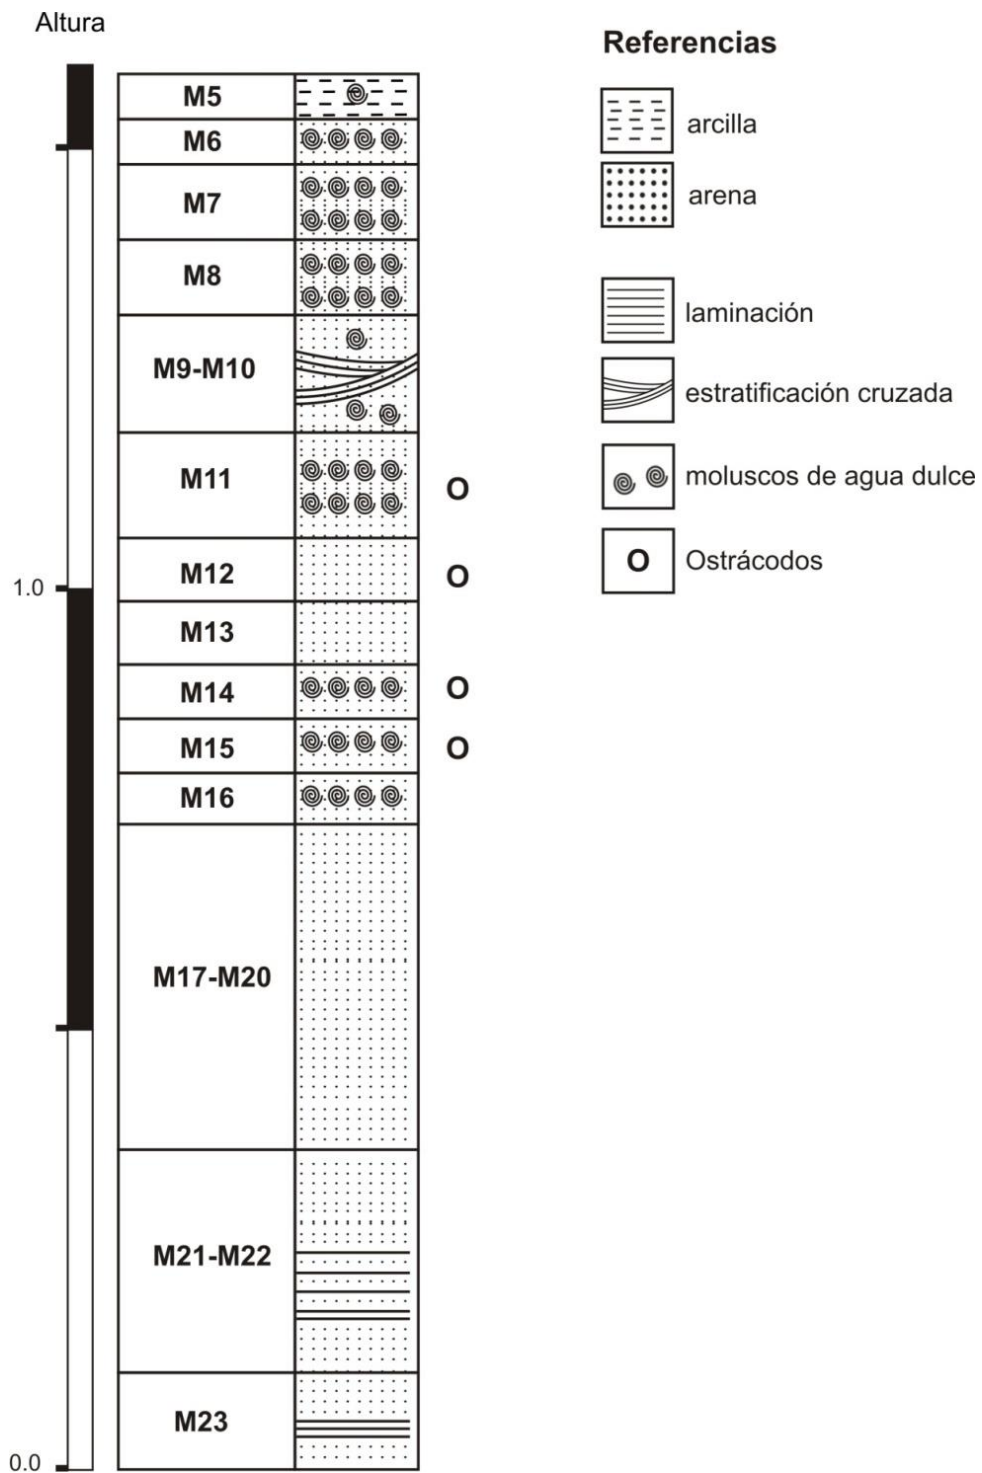 Altura
M5
M6
M7
M8
M9-M10
M11
O
M12
O
1.0
M13
M14
O
M15
O
M16
M17-M20
M21-M22
M23
0.0
Referencias
arcilla
arena
laminación
estratificación cruzada
moluscos de agua dulce
O Ostrácodos